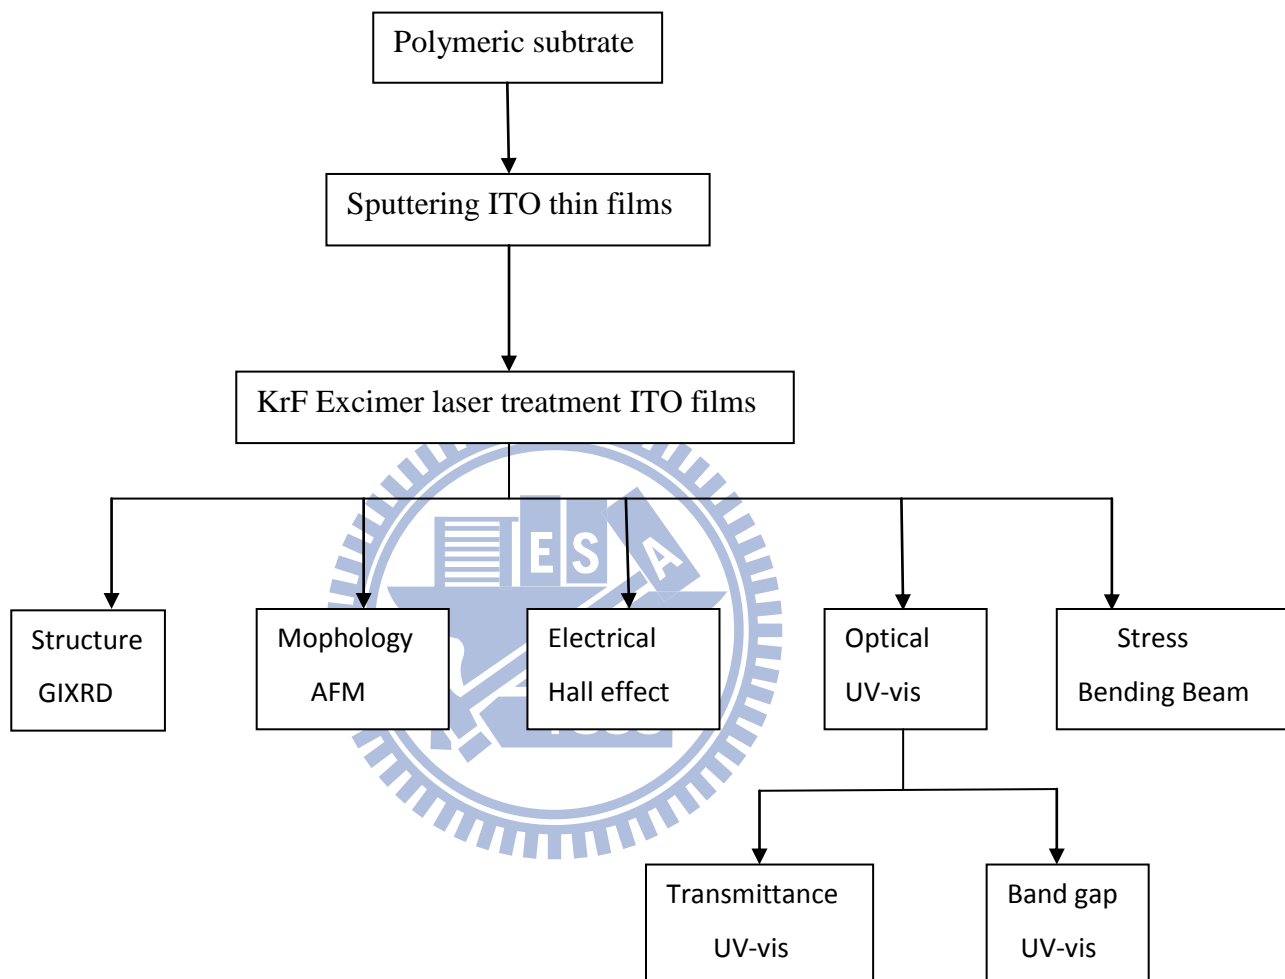 Polymeric subtrate
Sputtering ITO thin films
KrF Excimer laser treatment ITO films
E S A
Structure
GIXRD
Mophology
AFM
Electrical
Hall effect
Optical
UV-vis
Stress
Bending Beam
Transmittance
UV-vis
Band gap
UV-vis